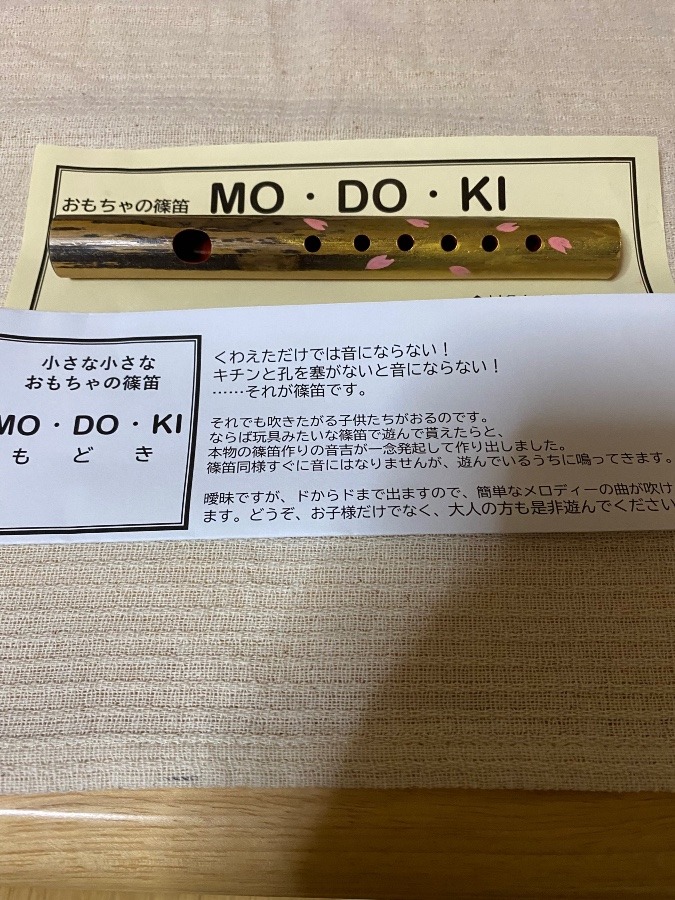 おもちゃの篠笛 MO・DO・KI
小さな小さな
おもちゃの篠笛
MO・DO・KI
もどき
くわえただけでは音にならない！
キチンと孔を塞がないと音にならない！
……それが篠笛です。
それでも吹きたがる子供たちがおるのです。
ならば玩具みたいな篠笛で遊んで貰えたらと、
本物の篠笛作りの音吉が一念発起して作り出しました。
篠笛同様すぐに音にはなりませんが、遊んでいるうちに鳴ってきます。
曖昧ですが、ドからドまで出ますので、簡単なメロディーの曲が吹け
ます。どうぞ、お子様だけでなく、大人の方も是非遊んでください